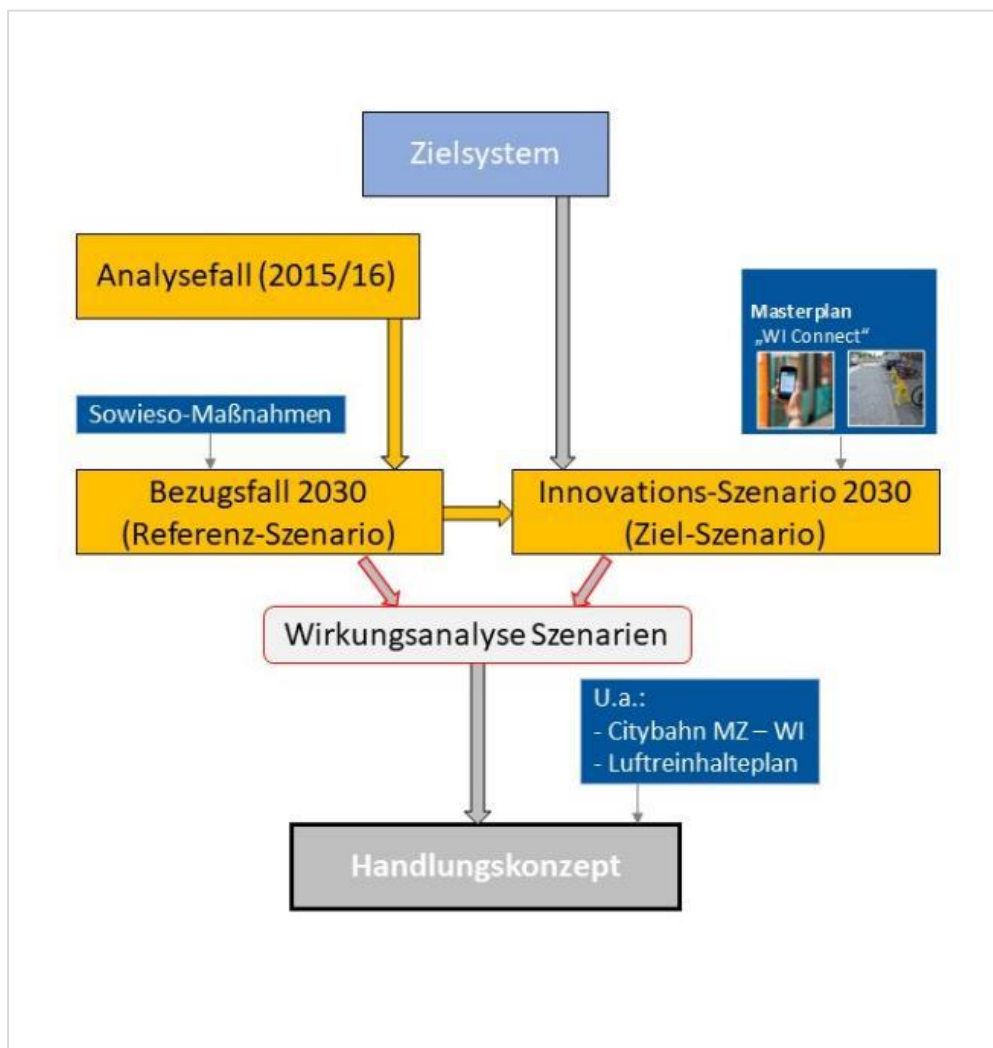 Zielsystem
Analysefall (2015/16)
Masterplan
„WI Connect“
Sowieso-Maßnahmen
Bezugsfall 2030
(Referenz-Szenario)
Innovations-Szenario 2030
(Ziel-Szenario)
Wirkungsanalyse Szenarien
U.a.:
- Citybahn MZ – WI
- Luftreinhalteplan
Handlungskonzept